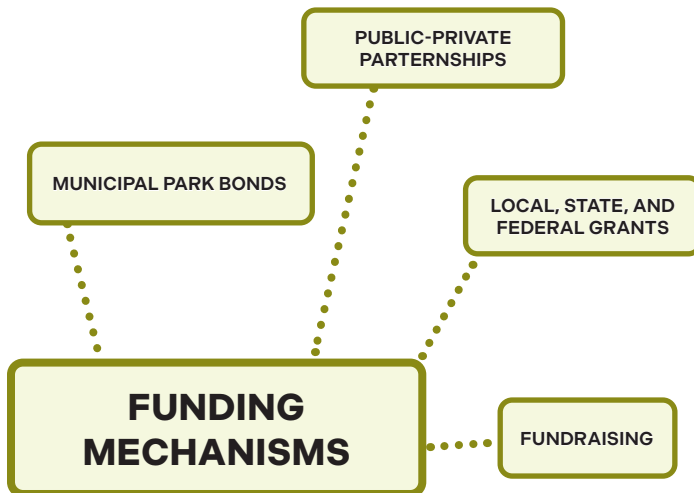 PUBLIC-PRIVATE
PARTERNSHIPS
MUNICIPAL PARK BONDS
LOCAL, STATE, AND
FEDERAL GRANTS
FUNDING
MECHANISMS
FUNDRAISING